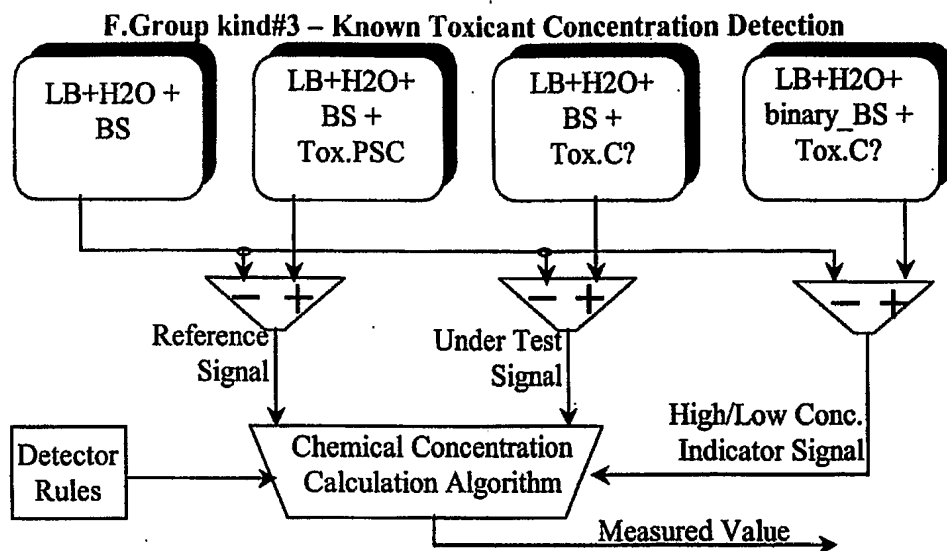 F.Group kind#3 – Known Toxicant Concentration Detection
LB+H2O +
BS
LB+H2O+
BS +
Tox.PSC
LB+H2O+
BS +
Tox.C?
LB+H2O+
binary_BS +
Tox.C?
− +
− +
− +
Reference
Signal
Under Test
Signal
High/Low Conc.
Indicator Signal
Detector
Rules
Chemical Concentration
Calculation Algorithm
Measured Value